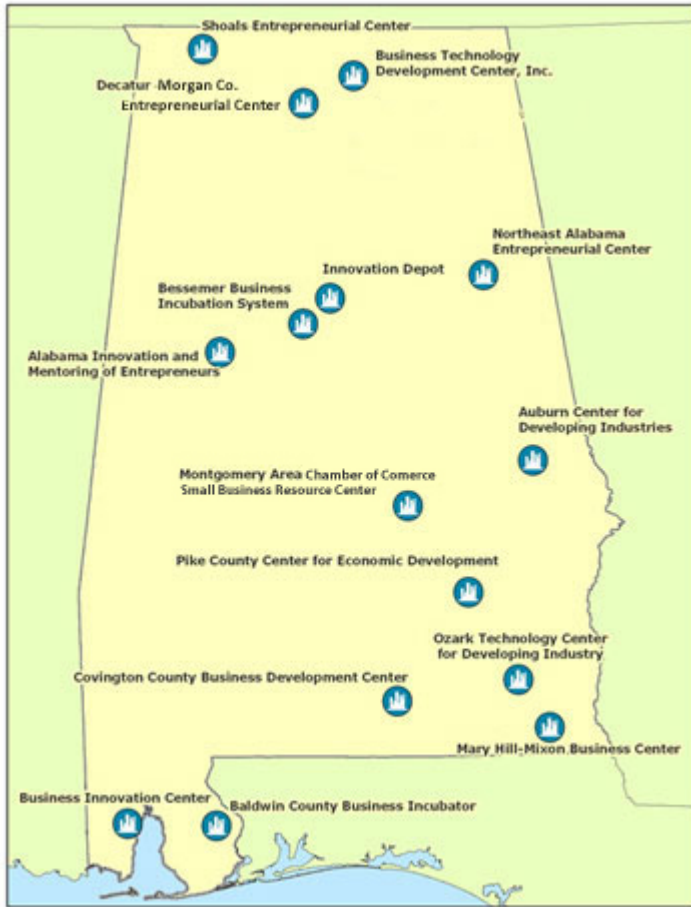 Shoals Entrepreneurial Center
Business Technology
Development Center, Inc.
Decatur -Morgan Co.
Entrepreneurial Center
Northeast Alabama
Entrepreneurial Center
Innovation Depot
Bessemer Business
Incubation System
Alabama Innovation and
Mentoring of Entrepreneurs
Auburn Center for
Developing Industries
Montgomery Area Chamber of Comerce
Small Business Resource Center
Pike County Center for Economic Development
Ozark Technology Center
for Developing Industry
Covington County Business Development Center
Mary Hill-Mixon Business Center
Business Innovation Center
Baldwin County Business Incubator